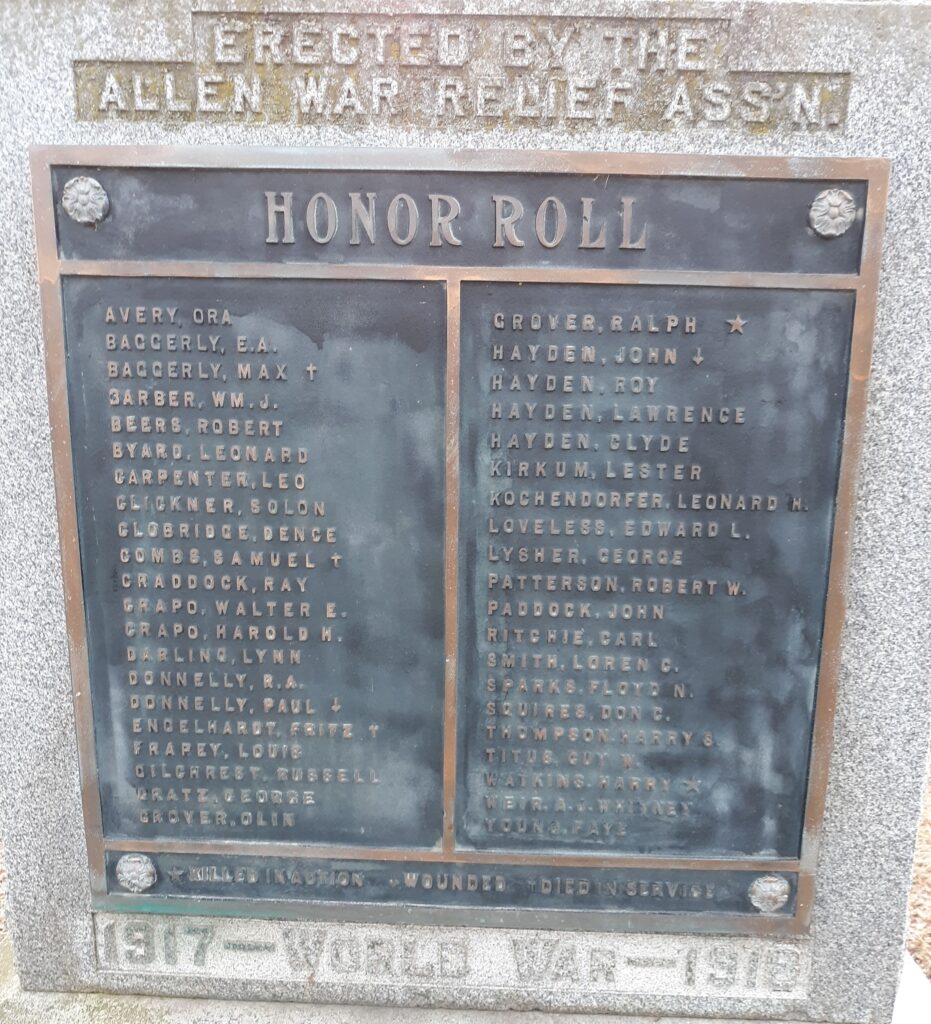 ERECTED BY THE
ALLEN WAR RELIEF ASS'N.
HONOR ROLL
AVERY, ORA
BAGGERLY, E.A.
BAGGERLY, MAX †
BARBER, WM. J.
BEERS, ROBERT
BYARD, LEONARD
CARPENTER, LEO
CLICKNER, SOLON
CLOBRIDGE, DENCE
COMBS, SAMUEL †
CRADDOCK, RAY
CRAPO, WALTER E.
CRAPO, HAROLD H.
DARLING, LYNN
DONNELLY, R.A.
DONNELLY, PAUL ↓
ENGELHARDT, FRITZ †
FRAPEY, LOUIS
GILCHREST, RUSSELL
GRATZ, GEORGE
GROVER, OLIN
GROVER, RALPH ★
HAYDEN, JOHN ↓
HAYDEN, ROY
HAYDEN, LAWRENCE
HAYDEN, CLYDE
KIRKUM, LESTER
KOCHENDORFER, LEONARD H.
LOVELESS, EDWARD L.
LYSHER, GEORGE
PATTERSON, ROBERT W.
PADDOCK, JOHN
RITCHIE, CARL
SMITH, LOREN C.
SPARKS, FLOYD N.
SQUIRES, DON C.
THOMPSON, HARRY S.
TITUS, GUY W.
WATKINS, HARRY ★
WEIR, A.J. WHITNEY
YOUNG, FAYE
★ KILLED IN ACTION ↓ WOUNDED † DIED IN SERVICE
1917 — WORLD WAR — 1918